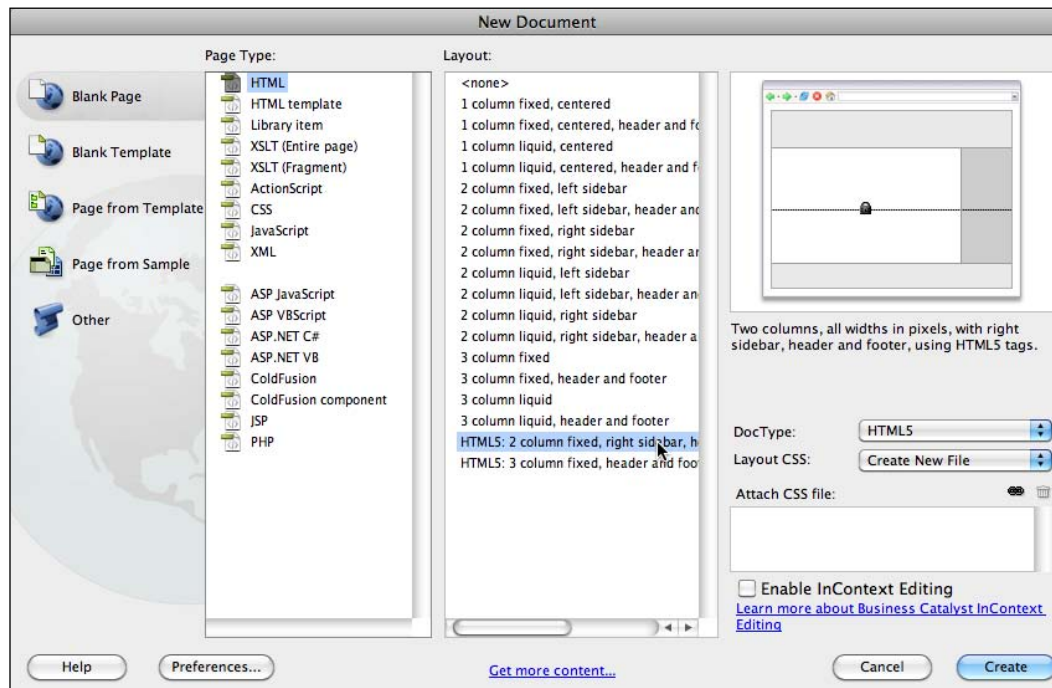 New Document
Blank Page
Blank Template
Page from Template
Page from Sample
Other
Page Type:
HTML
HTML template
Library item
XSLT (Entire page)
XSLT (Fragment)
ActionScript
CSS
JavaScript
XML
ASP JavaScript
ASP VBScript
ASP.NET C#
ASP.NET VB
ColdFusion
ColdFusion component
JSP
PHP
Layout:
<none>
1 column fixed, centered
1 column fixed, centered, header and fo
1 column liquid, centered
1 column liquid, centered, header and f
2 column fixed, left sidebar
2 column fixed, left sidebar, header and
2 column fixed, right sidebar
2 column fixed, right sidebar, header an
2 column liquid, left sidebar
2 column liquid, left sidebar, header an
2 column liquid, right sidebar
2 column liquid, right sidebar, header a
3 column fixed
3 column fixed, header and footer
3 column liquid
3 column liquid, header and footer
HTML5: 2 column fixed, right sidebar, h
HTML5: 3 column fixed, header and foo
Two columns, all widths in pixels, with right
sidebar, header and footer, using HTML5 tags.
DocType:
HTML5
Layout CSS:
Create New File
Attach CSS file:
Enable InContext Editing
Learn more about Business Catalyst InContext
Editing
Help
Preferences...
Get more content...
Cancel
Create